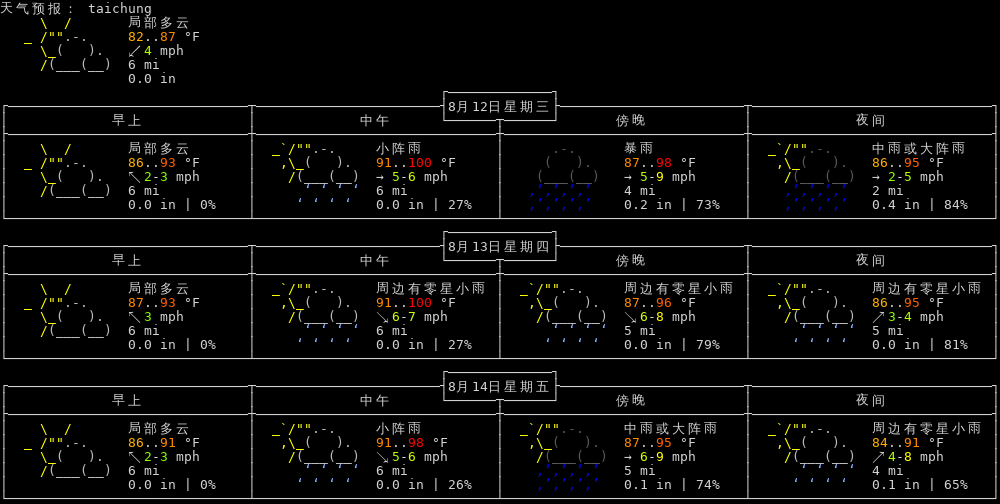 天气预报： taichung
局部多云
82..87 °F
↙4 mph
6 mi
0.0 in
8月12日星期三
早上 中午 傍晚 夜间
局部多云 小阵雨 暴雨 中雨或大阵雨
86..93 °F 91..100 °F 87..98 °F 86..95 °F
↖2-3 mph → 5-6 mph → 5-9 mph → 2-5 mph
6 mi 6 mi 4 mi 2 mi
0.0 in | 0% 0.0 in | 27% 0.2 in | 73% 0.4 in | 84%
8月13日星期四
早上 中午 傍晚 夜间
局部多云 周边有零星小雨 周边有零星小雨 周边有零星小雨
87..93 °F 91..100 °F 87..96 °F 86..95 °F
↖3 mph ↘6-7 mph ↘6-8 mph ↗3-4 mph
6 mi 6 mi 5 mi 5 mi
0.0 in | 0% 0.0 in | 27% 0.0 in | 79% 0.0 in | 81%
8月14日星期五
早上 中午 傍晚 夜间
局部多云 小阵雨 中雨或大阵雨 周边有零星小雨
86..91 °F 91..98 °F 87..95 °F 84..91 °F
↖2-3 mph ↘5-6 mph → 6-9 mph ↗4-8 mph
6 mi 6 mi 5 mi 4 mi
0.0 in | 0% 0.0 in | 26% 0.1 in | 74% 0.1 in | 65%